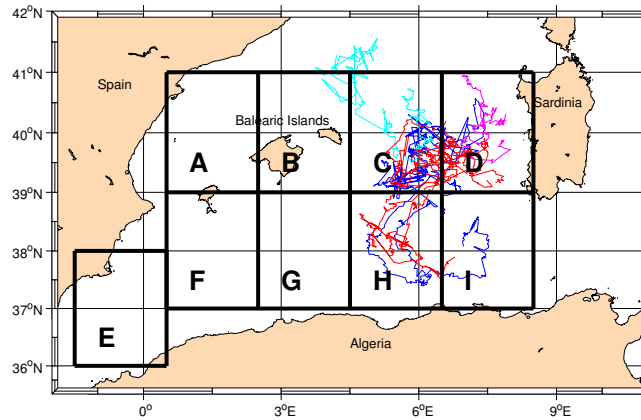 42°N
41°N
40°N
39°N
38°N
37°N
36°N
Spain
Balearic Islands
Sardinia
A
B
C
D
F
G
H
I
E
Algeria
0°
3°E
6°E
9°E